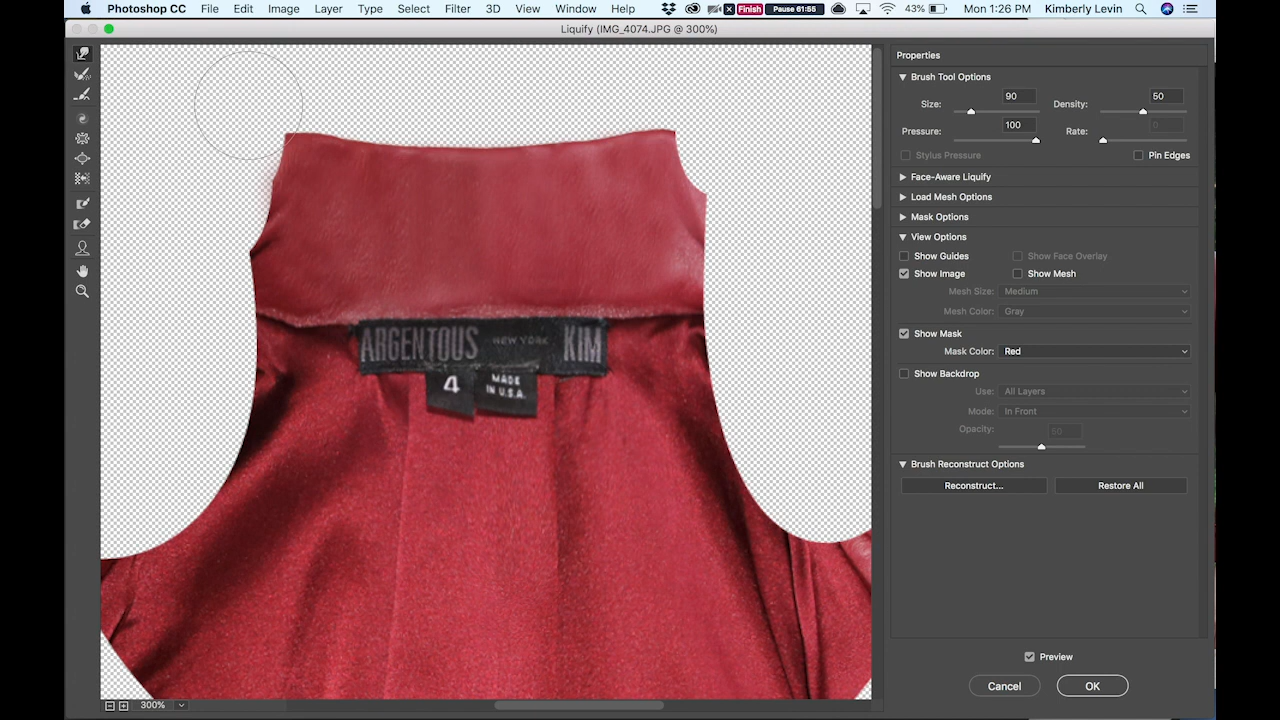 Photoshop CC File Edit Image Layer Type Select Filter 3D View Window Help Finish Pause 61:55 43% Mon 1:26 PM Kimberly Levin
Liquify (IMG_4074.JPG @ 300%)
Properties
Brush Tool Options
Size: 90 Density: 50
Pressure: 100 Rate: 0
Stylus Pressure Pin Edges
Face-Aware Liquify
Load Mesh Options
Mask Options
View Options
Show Guides Show Face Overlay
Show Image Show Mesh
Mesh Size: Medium
Mesh Color: Gray
Show Mask
Mask Color: Red
Show Backdrop
Use: All Layers
Mode: In Front
Opacity: 50
Brush Reconstruct Options
Reconstruct... Restore All
Preview
Cancel OK
ARGENTOUS NEW YORK KIM
4 MADE
IN U.S.A.
300%